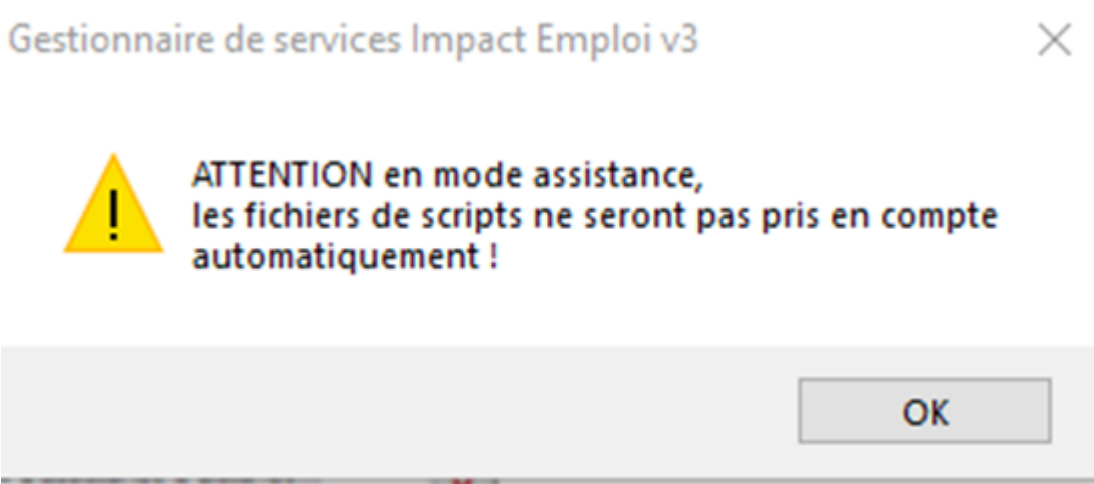 Gestionnaire de services Impact Emploi v3
ATTENTION en mode assistance,
les fichiers de scripts ne seront pas pris en compte
automatiquement !
OK